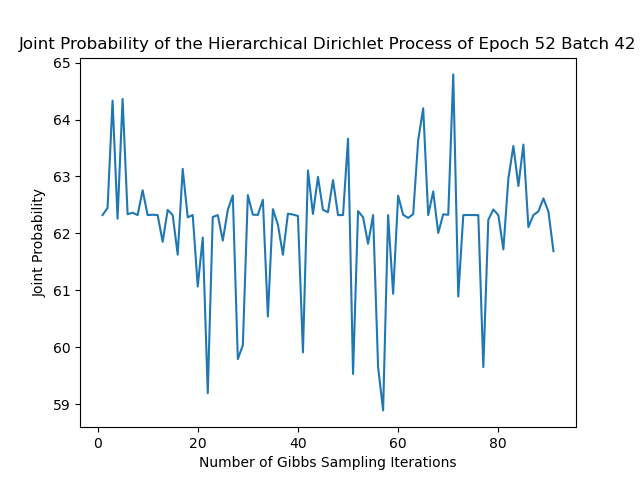 Joint Probability of the Hierarchical Dirichlet Process of Epoch 52 Batch 42
65
64
63
62
61
60
59
Joint Probability
0 20 40 60 80
Number of Gibbs Sampling Iterations